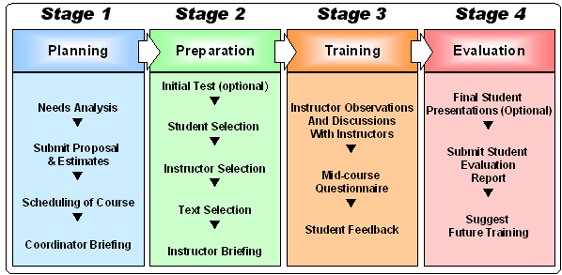 Stage 1
Stage 2
Stage 3
Stage 4
Planning
Preparation
Training
Evaluation
Needs Analysis
Submit Proposal
& Estimates
Scheduling of Course
Coordinator Briefing
Initial Test (optional)
Student Selection
Instructor Selection
Text Selection
Instructor Briefing
Instructor Observations
And Discussions
With Instructors
Mid-course
Questionnaire
Student Feedback
Final Student
Presentations (Optional)
Submit Student
Evaluation
Report
Suggest
Future Training